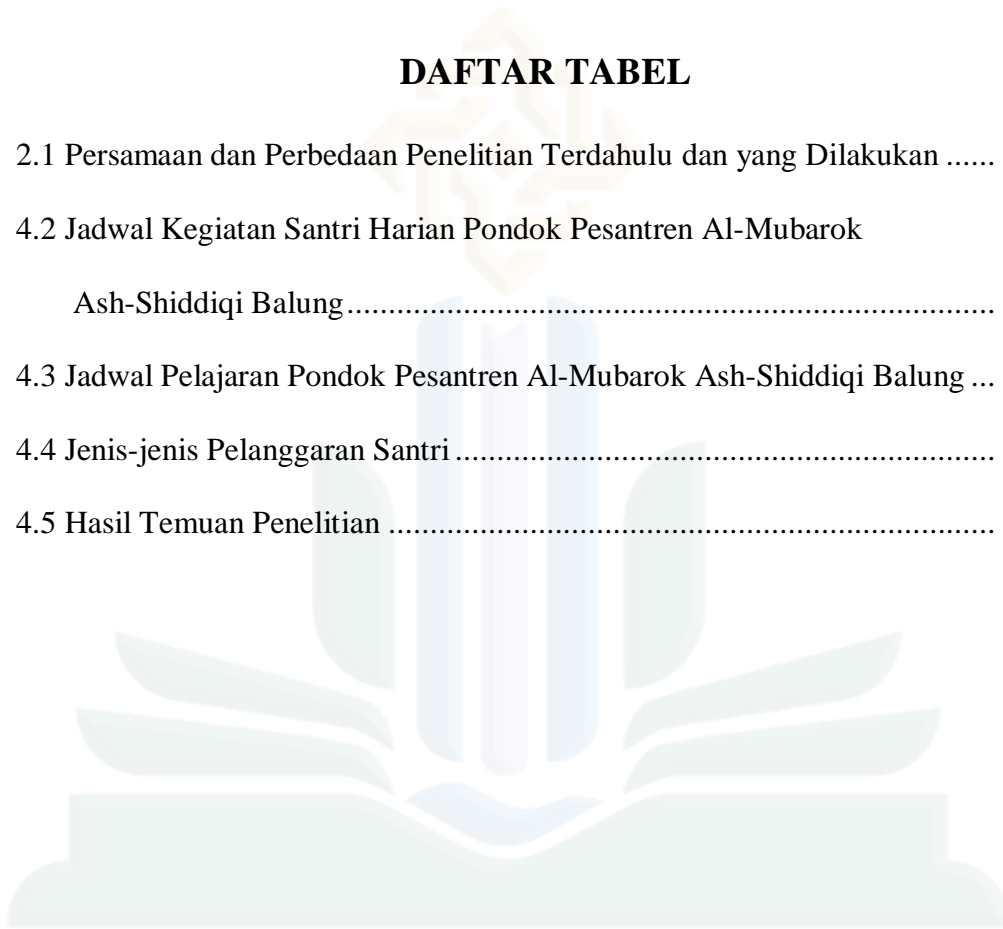 DAFTAR TABEL
2.1 Persamaan dan Perbedaan Penelitian Terdahulu dan yang Dilakukan ......
4.2 Jadwal Kegiatan Santri Harian Pondok Pesantren Al-Mubarok
Ash-Shiddiqi Balung.................................................................................
4.3 Jadwal Pelajaran Pondok Pesantren Al-Mubarok Ash-Shiddiqi Balung ...
4.4 Jenis-jenis Pelanggaran Santri ...................................................................
4.5 Hasil Temuan Penelitian ...........................................................................